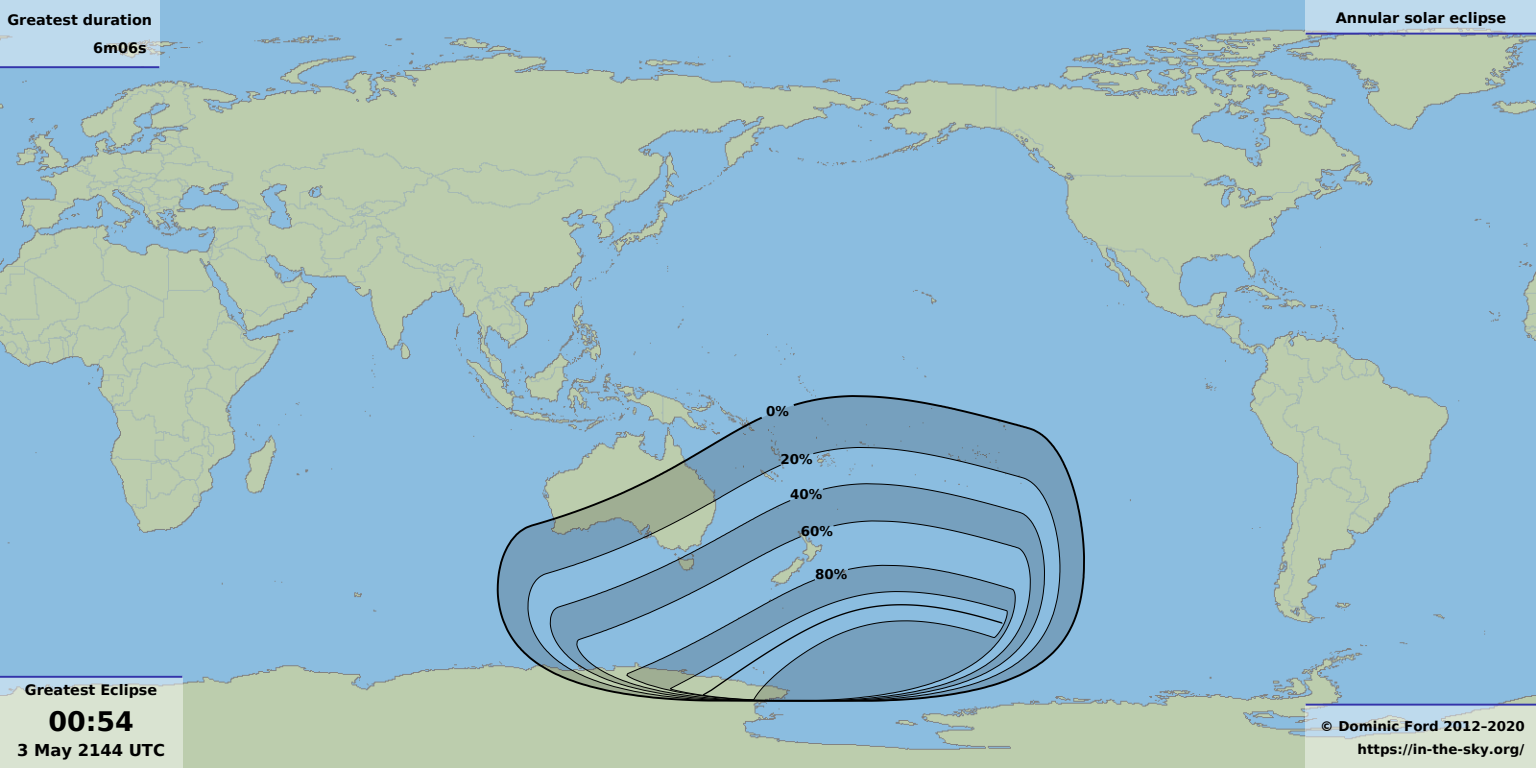 Greatest duration
6m06s
Annular solar eclipse
0%
20%
40%
60%
80%
Greatest Eclipse
00:54
3 May 2144 UTC
© Dominic Ford 2012–2020
https://in-the-sky.org/